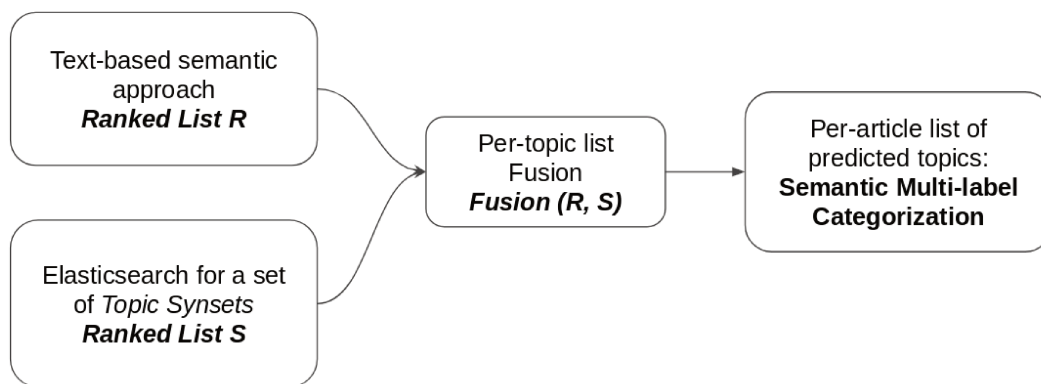 Text-based semantic
approach
Ranked List R
Elasticsearch for a set
of Topic Synsets
Ranked List S
Per-topic list
Fusion
Fusion (R, S)
Per-article list of
predicted topics:
Semantic Multi-label
Categorization